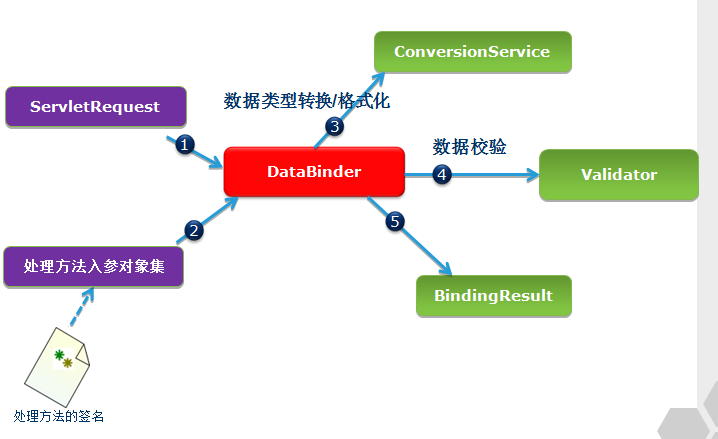 ConversionService
ServletRequest
数据类型转换/格式化
1
3
数据校验
DataBinder
4
Validator
2
5
处理方法入参对象集
BindingResult
处理方法的签名